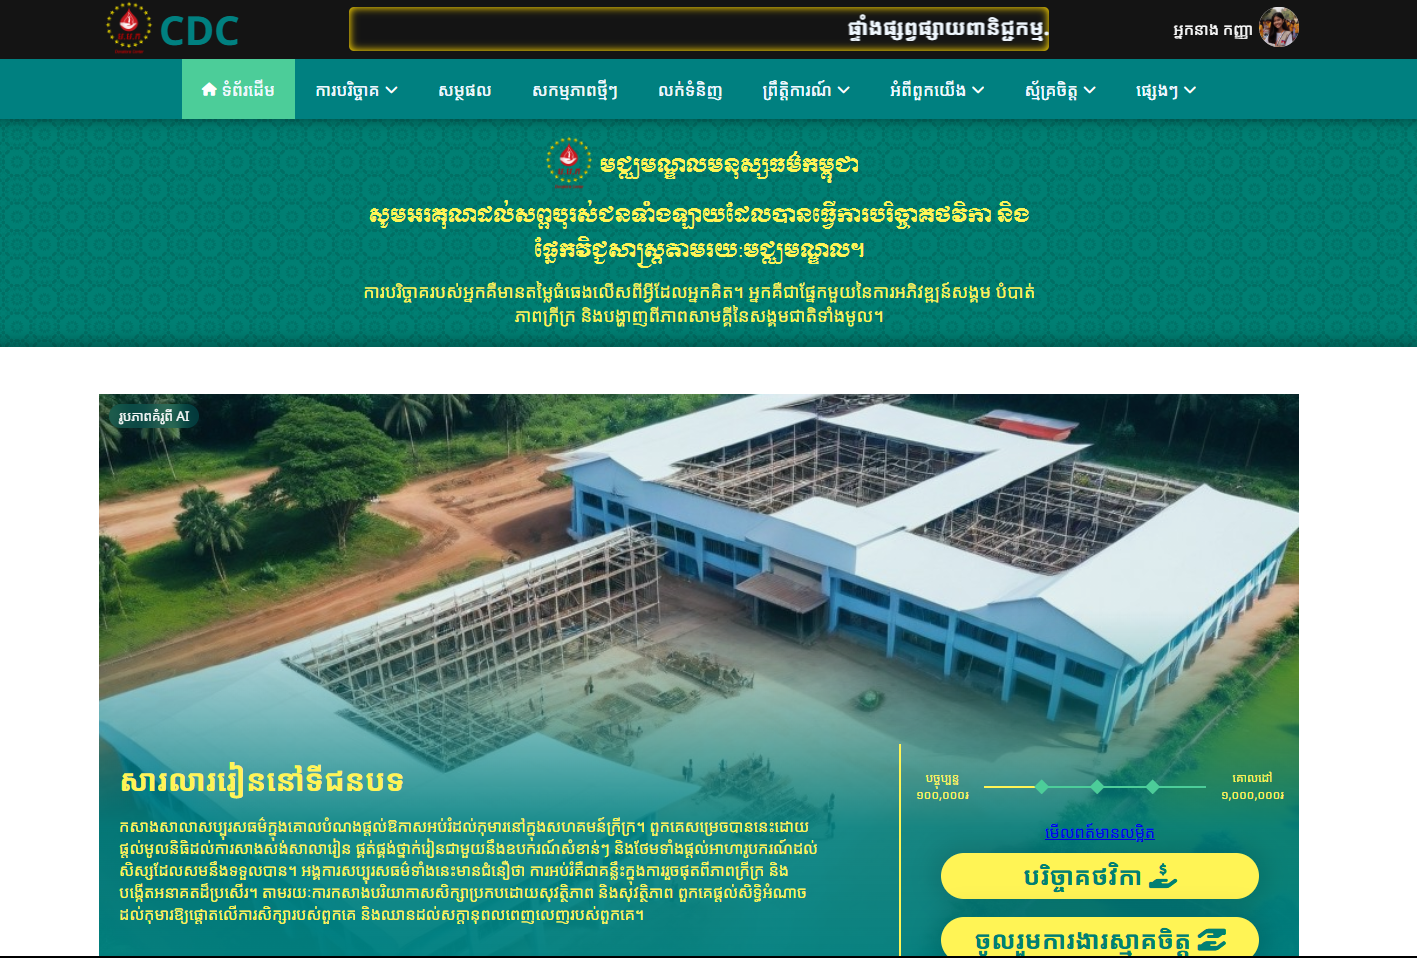 CDC
ផ្ទាំងផ្សព្វផ្សាយពានិជ្ជកម្ម.
អ្នកនាង កញ្ញា
ទំព័រដើម
ការបរិច្ចាគ
សម្ថផល
សកម្មភាពថ្មីៗ
លក់ទំនិញ
ព្រឹត្តិការណ៍
អំពីពួកយើង
ស្ម័គ្រចិត្ត
ផ្សេងៗ
មជ្ឈមណ្ឌលមនុស្សធម៌កម្ពុជា
សូមអរគុណដល់សព្វបុរស់ជនទាំងឡាយដែលបានធ្វើការបរិច្ចាគថវិកា និង
ផ្នែកវិជ្ជសាស្ត្រតាមរយៈមជ្ឈមណ្ឌល។
ការបរិច្ចាគរបស់អ្នកគឺមានតម្លៃធំធេងលើសពីអ្វីដែលអ្នកគិត។ អ្នកគឺជាផ្នែកមួយនៃការអភិវឌ្ឍន៍សង្គម បំបាត់
ភាពក្រីក្រ និងបង្ហាញពីភាពសាមគ្គីនៃសង្គមជាតិទាំងមូល។
រូបភាពគំរូពី AI
សារលាររៀននៅទីជនបទ
កសាងសាលាសប្បុរសធម៌ក្នុងគោលបំណងផ្តល់ឱកាសអប់រំដល់កុមារនៅក្នុងសហគមន៍ក្រីក្រ។ ពួកគេសម្រេចបាននេះដោយ
ផ្តល់មូលនិធិដល់ការសាងសង់សាលារៀន ផ្គត់ផ្គង់ថ្នាក់រៀនជាមួយនឹងឧបករណ៍សំខាន់ៗ និងថែមទាំងផ្តល់អាហារូបករណ៍ដល់
សិស្សដែលសមនឹងទទួលបាន។ អង្គការសប្បុរសធម៌ទាំងនេះមានជំនឿថា ការអប់រំគឺជាគន្លឹះក្នុងការរួចផុតពីភាពក្រីក្រ និង
បង្កើតអនាគតដ៏ប្រសើរ។ តាមរយៈការកសាងបរិយាកាសសិក្សាប្រកបដោយសុវត្ថិភាព និងសុវត្ថិភាព ពួកគេផ្តល់សិទ្ធិអំណាច
ដល់កុមារឱ្យផ្តោតលើការសិក្សារបស់ពួកគេ និងឈានដល់សក្តានុពលពេញលេញរបស់ពួកគេ។
បច្ចុប្បន្ន
១០០,០០០៛
គោលដៅ
១,០០០,០០០៛
មើលពត៌មានលម្អិត
បរិច្ចាគថវិកា
ចូលរួមការងារស្មាគចិត្ត